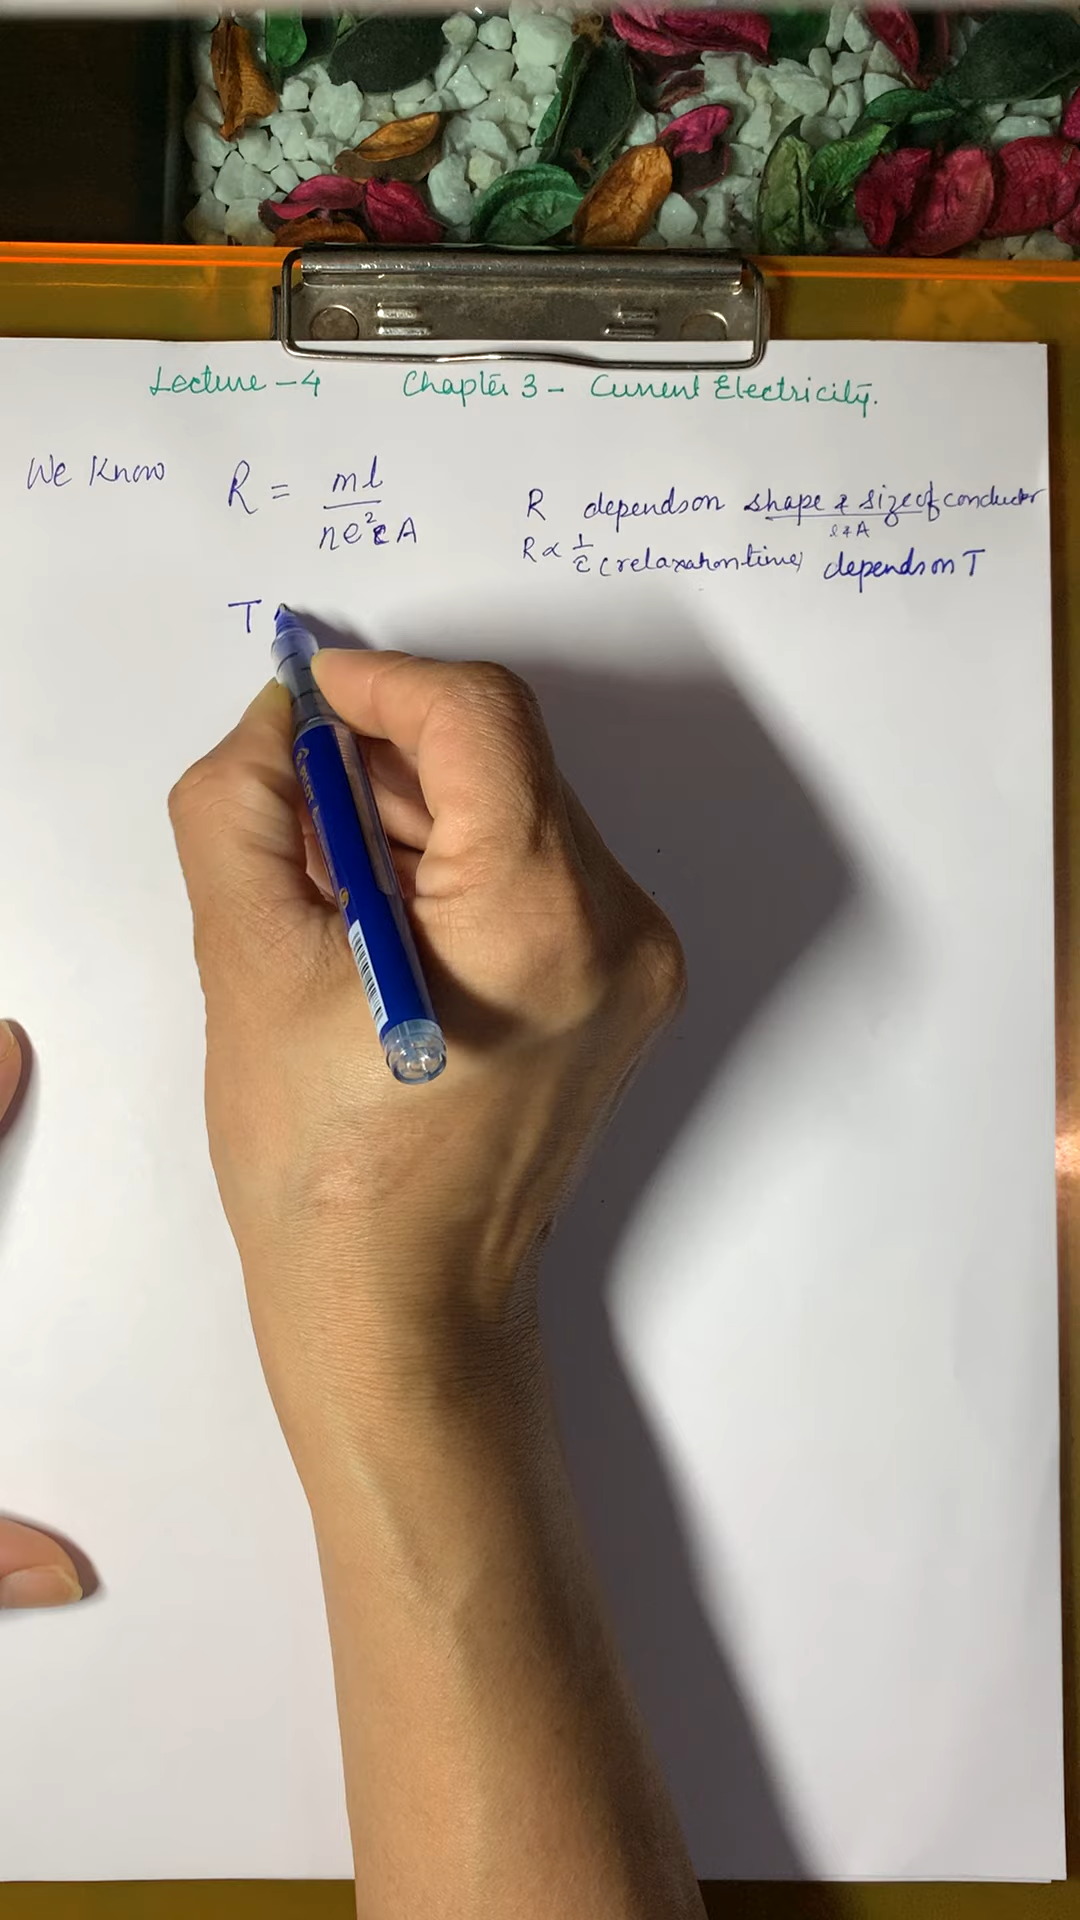 Lecture - 4 Chapter 3 - Current Electricity.
We Know R = ml / ne²τA
R depends on shape & size of conductor
l & A
R ∝ 1/τ (relaxation time) depends on T
T
PILOT